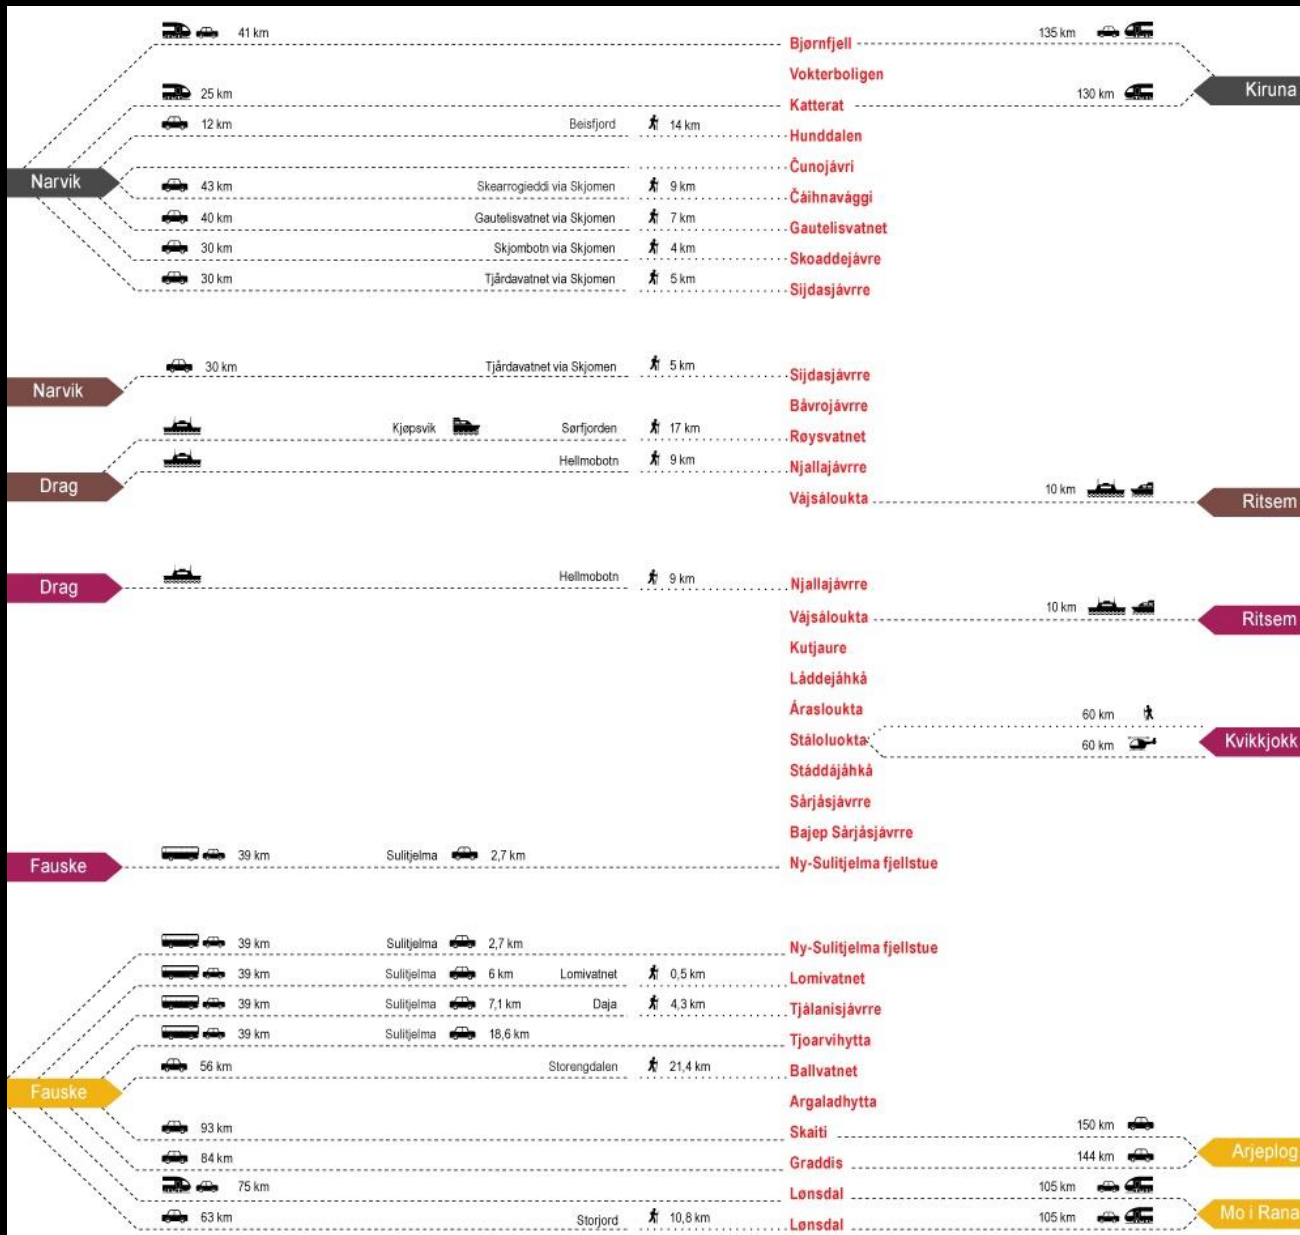 41 km Bjørnfjell 135 km
Vokterboligen
Kiruna
25 km Katterat 130 km
12 km Beisfjord 14 km Hunddalen
Čunojávri
Narvik
43 km Skearrogieddi via Skjomen 9 km Čáihnavággi
40 km Gautelisvatnet via Skjomen 7 km Gautelisvatnet
30 km Skjombotn via Skjomen 4 km Skoaddejávre
30 km Tjårdavatnet via Skjomen 5 km Sijdasjávrre
Narvik 30 km Tjårdavatnet via Skjomen 5 km Sijdasjávrre
Båvrojávrre
Kjøpsvik Sørfjorden 17 km Røysvatnet
Hellmobotn 9 km Njallajávrre
Drag
Vájsáloukta 10 km Ritsem
Drag Hellmobotn 9 km Njallajávrre
Vájsáloukta 10 km Ritsem
Kutjaure
Låddejåhkå
Árasloukta 60 km
Stáloluokta 60 km Kvikkjokk
Stáddájåhkå
Sårjåsjávrre
Bajep Sårjåsjávrre
Fauske 39 km Sulitjelma 2,7 km Ny-Sulitjelma fjellstue
39 km Sulitjelma 2,7 km Ny-Sulitjelma fjellstue
39 km Sulitjelma 6 km Lomivatnet 0,5 km Lomivatnet
39 km Sulitjelma 7,1 km Daja 4,3 km Tjålanisjávrre
39 km Sulitjelma 18,6 km Tjoarvihytta
56 km Storengdalen 21,4 km Ballvatnet
Fauske
Argaladhytta
93 km Skaiti 150 km
Arjeplog
84 km Graddis 144 km
75 km Lønsdal 105 km
Mo i Rana
63 km Storjord 10,8 km Lønsdal 105 km